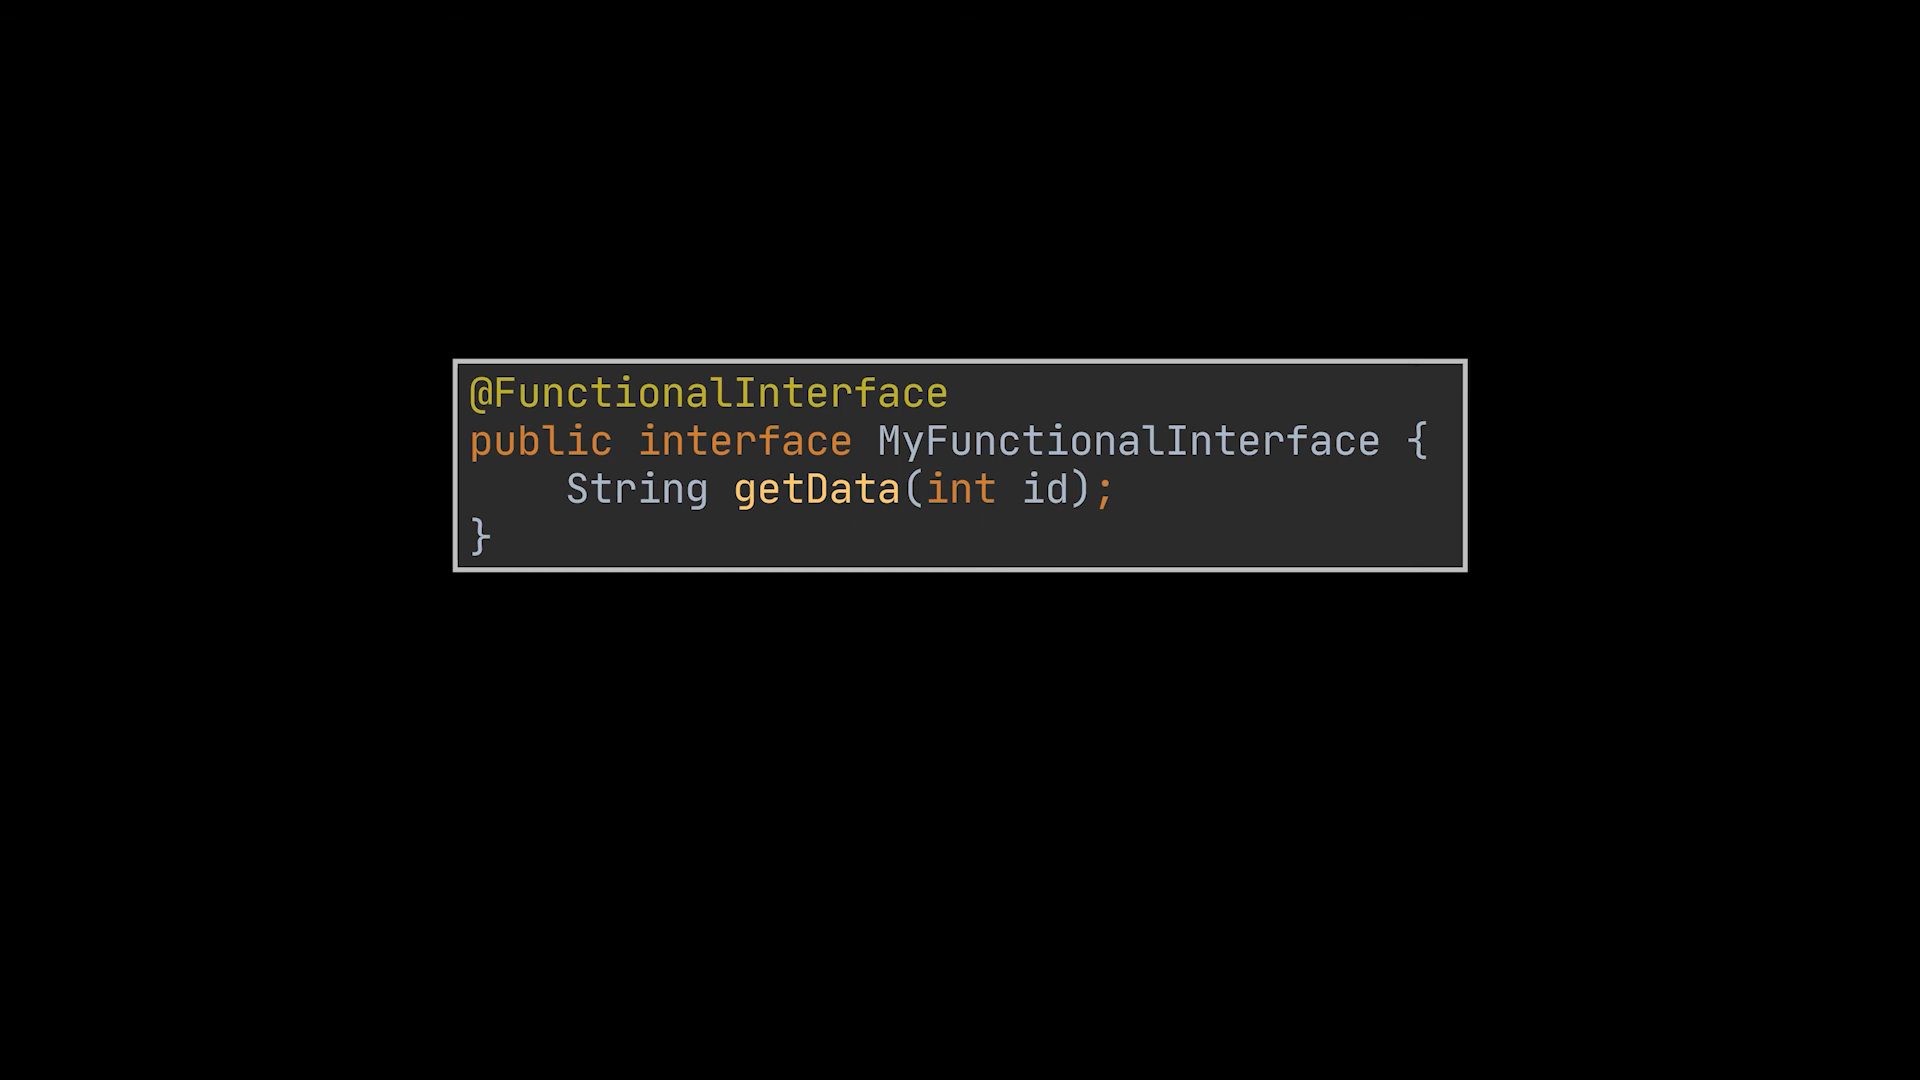 @FunctionalInterface
public interface MyFunctionalInterface {
    String getData(int id);
}